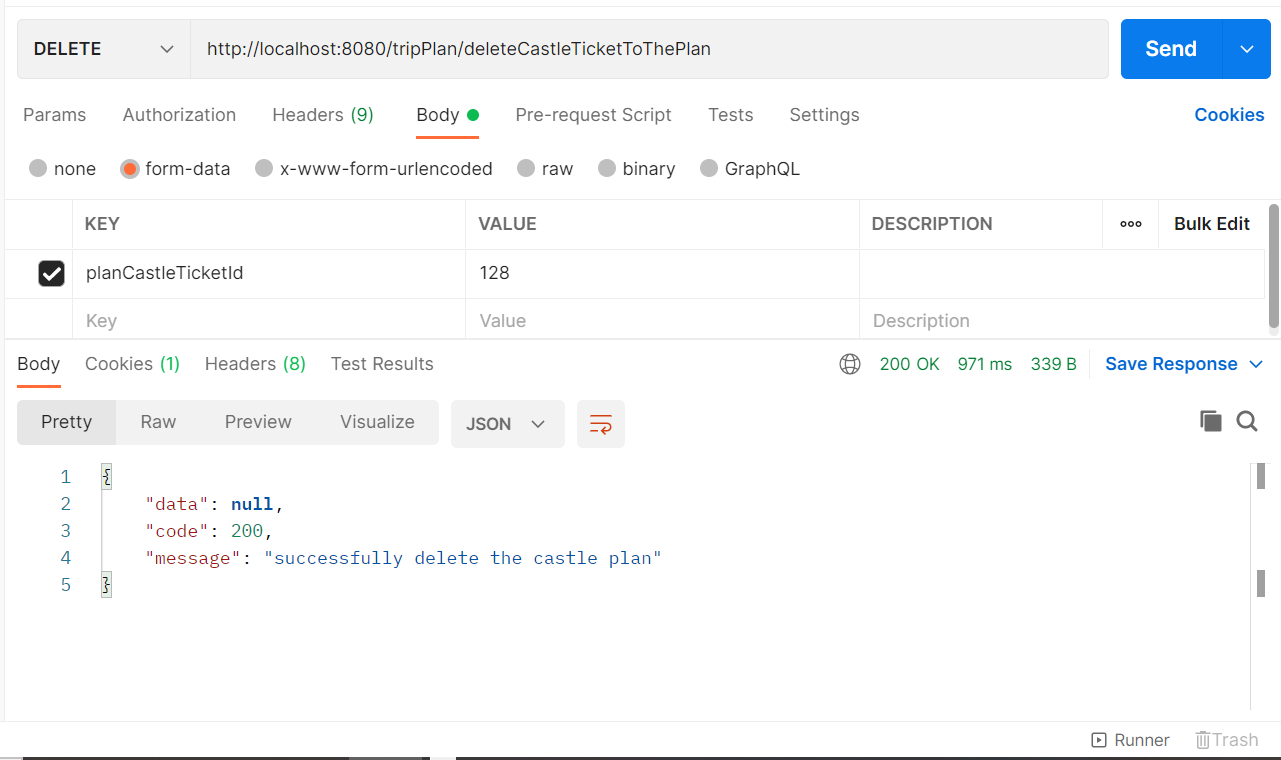 DELETE http://localhost:8080/tripPlan/deleteCastleTicketToThePlan Send
Params Authorization Headers (9) Body Pre-request Script Tests Settings Cookies
none form-data x-www-form-urlencoded raw binary GraphQL
KEY VALUE DESCRIPTION ooo Bulk Edit
planCastleTicketId 128
Key Value Description
Body Cookies (1) Headers (8) Test Results 200 OK 971 ms 339 B Save Response
Pretty Raw Preview Visualize JSON
1 {
2 "data": null,
3 "code": 200,
4 "message": "successfully delete the castle plan"
5 }
Runner Trash